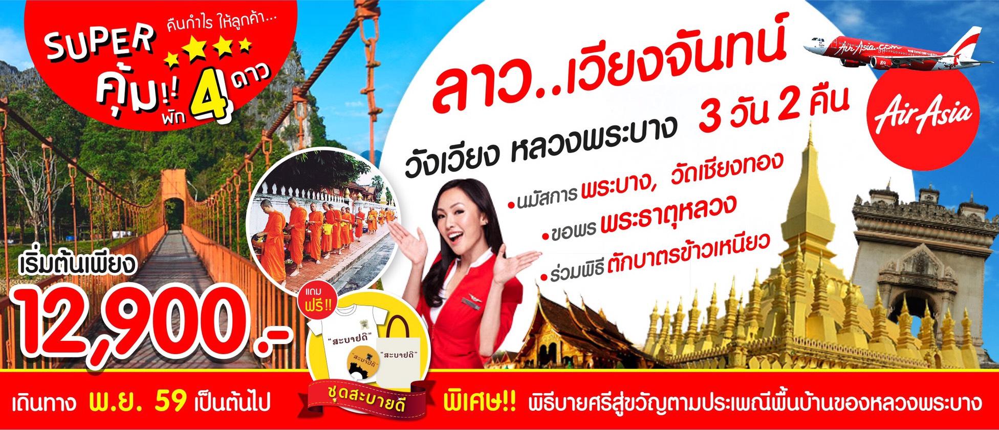 SUPER
คืนกำไร ให้ลูกค้า...
คุ้ม!!
พัก 4 ดาว
ลาว..เวียงจันทน์
วังเวียง หลวงพระบาง 3 วัน 2 คืน
•นมัสการ พระบาง, วัดเชียงทอง
•ขอพร พระธาตุหลวง
•ร่วมพิธี ตักบาตรข้าวเหนียว
AirAsia.com
NOW EVERYONE CAN FLY
go
AirAsia
เริ่มต้นเพียง
12,900.-
แถม
ฟรี!!
"สะบายดี"
"สะบายดี"
"สะบายดี"
ชุดสะบายดี
เดินทาง พ.ย. 59 เป็นต้นไป
พิเศษ!! พิธีบายศรีสู่ขวัญตามประเพณีพื้นบ้านของหลวงพระบาง